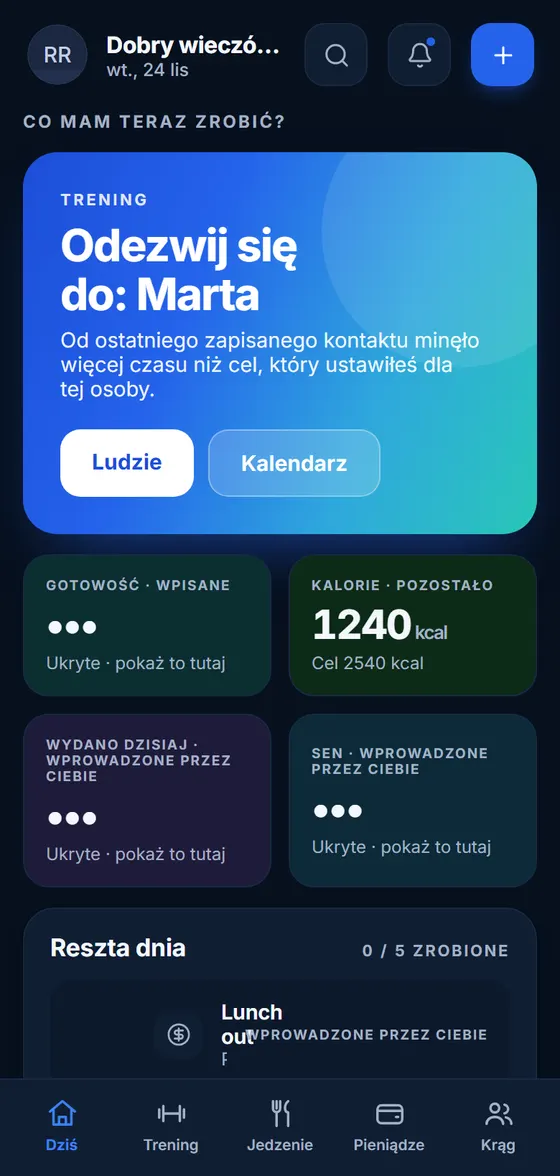 RR
Dobry wieczó…
wt., 24 lis
CO MAM TERAZ ZROBIĆ?
TRENING
Odezwij się
do: Marta
Od ostatniego zapisanego kontaktu minęło
więcej czasu niż cel, który ustawiłeś dla
tej osoby.
Ludzie
Kalendarz
GOTOWOŚĆ · WPISANE
Ukryte · pokaż to tutaj
KALORIE · POZOSTAŁO
1240 kcal
Cel 2540 kcal
WYDANO DZISIAJ ·
WPROWADZONE PRZEZ
CIEBIE
Ukryte · pokaż to tutaj
SEN · WPROWADZONE
PRZEZ CIEBIE
Ukryte · pokaż to tutaj
Reszta dnia
0 / 5 ZROBIONE
Lunch
out
WPROWADZONE PRZEZ CIEBIE
Dziś
Trening
Jedzenie
Pieniądze
Krąg